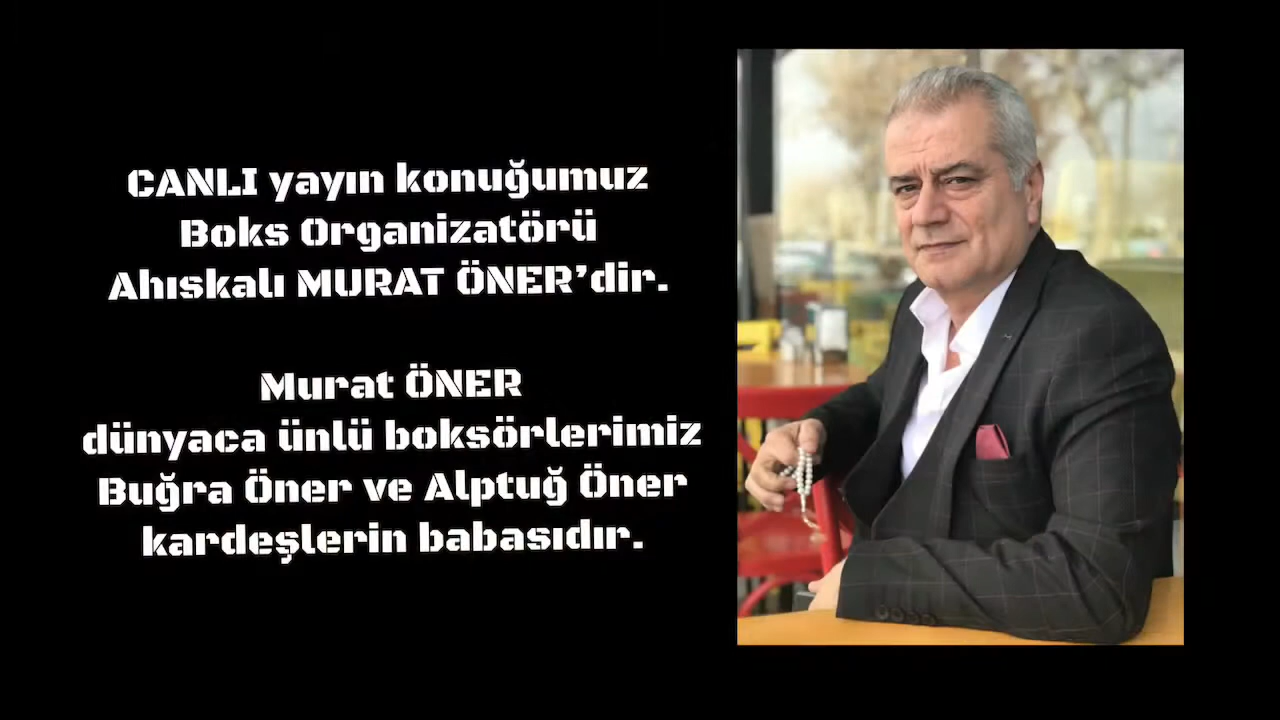 CANLI yayın konuğumuz
Boks Organizatörü
Ahıskalı MURAT ÖNER’dir.
Murat ÖNER
dünyaca ünlü boksörlerimiz
Buğra Öner ve Alptuğ Öner
kardeşlerin babasıdır.